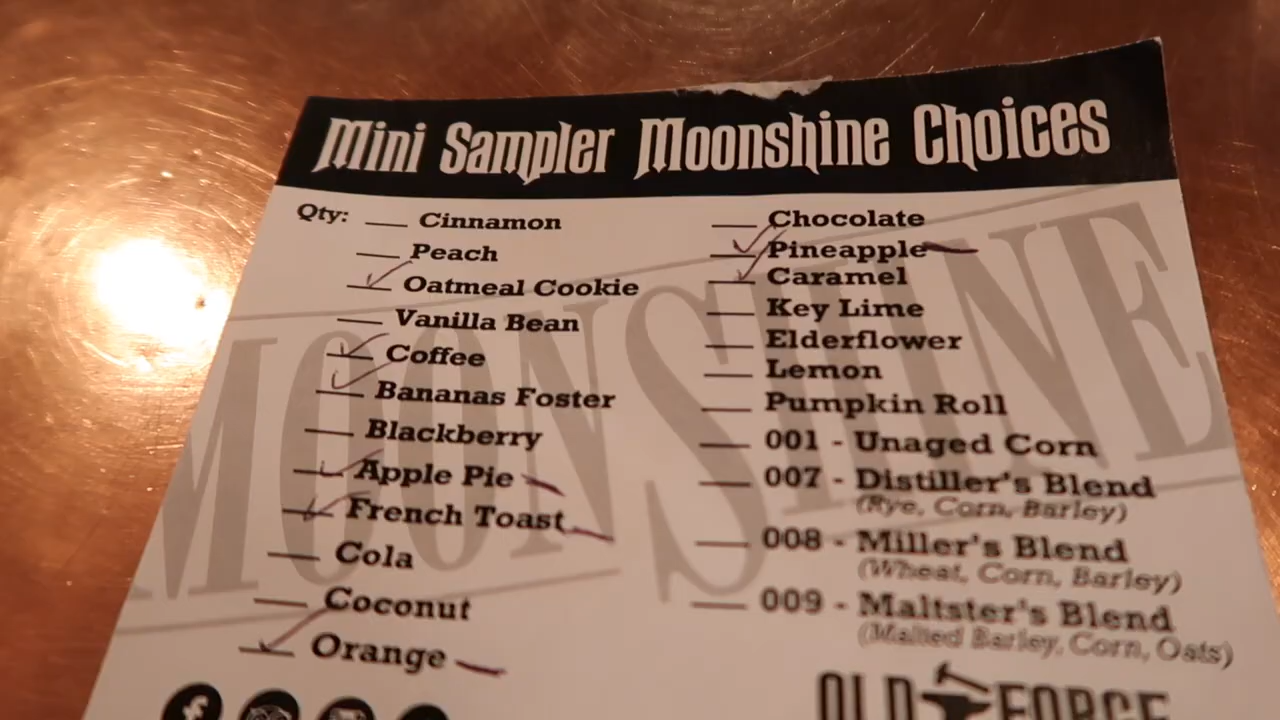 Mini Sampler Moonshine Choices
Qty:
Cinnamon
Peach
Oatmeal Cookie
Vanilla Bean
Coffee
Bananas Foster
Blackberry
Apple Pie
French Toast
Cola
Coconut
Orange
Chocolate
Pineapple
Caramel
Key Lime
Elderflower
Lemon
Pumpkin Roll
001 - Unaged Corn
007 - Distiller's Blend
(Rye, Corn, Barley)
008 - Miller's Blend
(Wheat, Corn, Barley)
009 - Maltster's Blend
(Malted Barley, Corn, Oats)
MOONSHINE
OLD FORGE